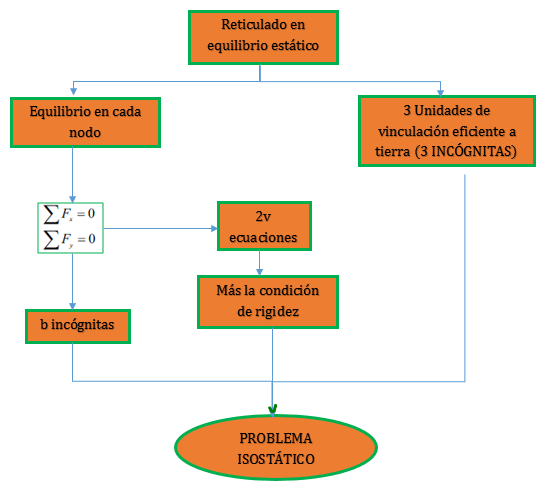 Reticulado en
equilibrio estático
Equilibrio en cada
nodo
3 Unidades de
vinculación eficiente a
tierra (3 INCÓGNITAS)
∑Fₓ = 0
∑F_y = 0
2v
ecuaciones
Más la condición
de rigidez
b incógnitas
PROBLEMA
ISOSTÁTICO